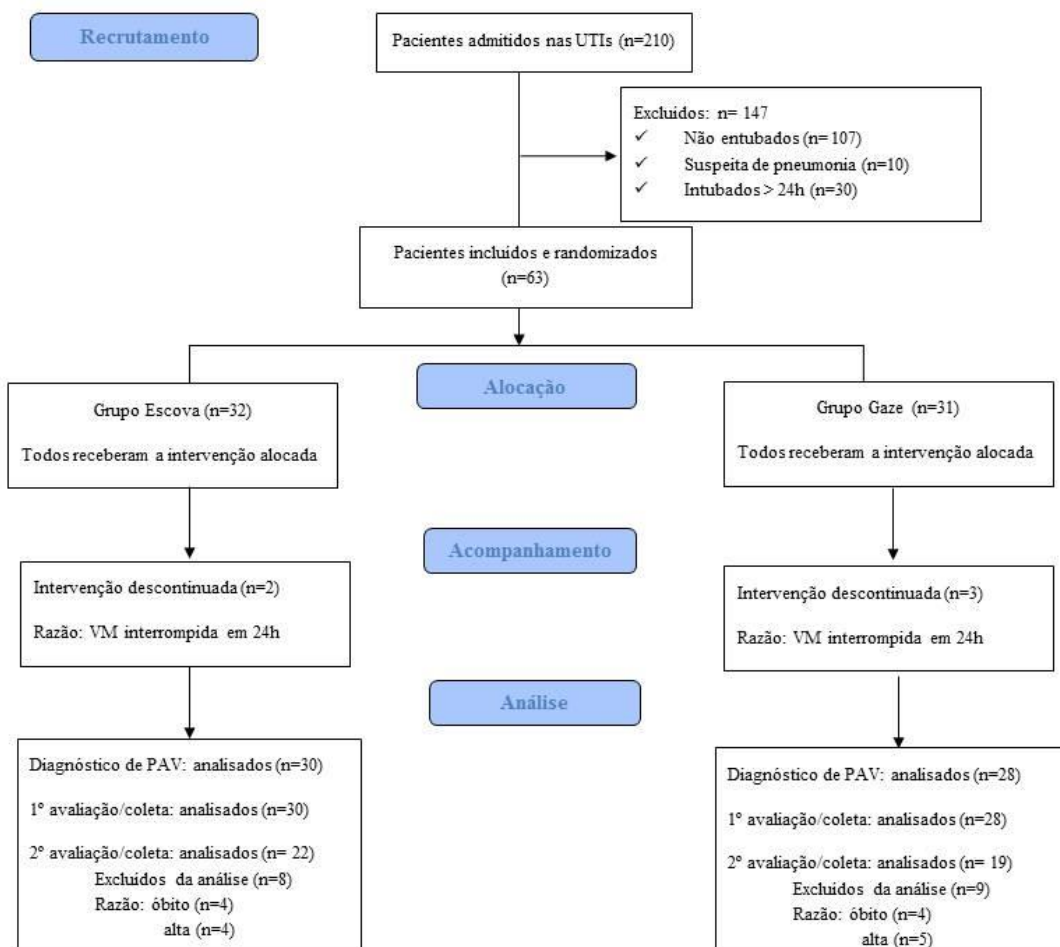 Recrutamento
Pacientes admitidos nas UTIs (n=210)
Excluidos: n= 147
✓ Não entubados (n=107)
✓ Suspeita de pneumonia (n=10)
✓ Intubados > 24h (n=30)
Pacientes incluídos e randomizados
(n=63)
Alocação
Grupo Escova (n=32)
Todos receberam a intervenção alocada
Grupo Gaze (n=31)
Todos receberam a intervenção alocada
Acompanhamento
Intervenção descontinuada (n=2)
Razão: VM interrompida em 24h
Intervenção descontinuada (n=3)
Razão: VM interrompida em 24h
Análise
Diagnóstico de PAV: analisados (n=30)
1º avaliação/coleta: analisados (n=30)
2º avaliação/coleta: analisados (n= 22)
Excluídos da análise (n=8)
Razão: óbito (n=4)
alta (n=4)
Diagnóstico de PAV: analisados (n=28)
1º avaliação/coleta: analisados (n=28)
2º avaliação/coleta: analisados (n= 19)
Excluídos da análise (n=9)
Razão: óbito (n=4)
alta (n=5)